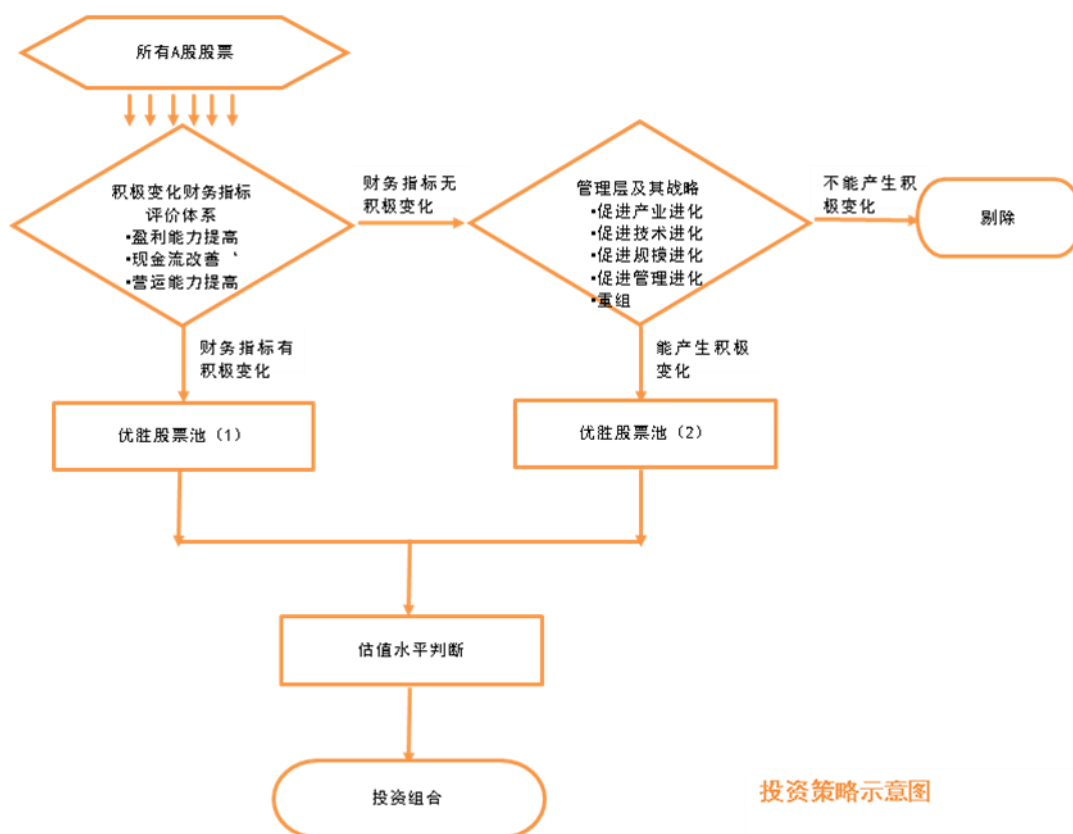 所有A股股票
积极变化财务指标
评价体系
▪盈利能力提高
▪现金流改善‵
▪营运能力提高
财务指标无
积极变化
管理层及其战略
▪促进产业进化
▪促进技术进化
▪促进规模进化
▪促进管理进化
▪重组
不能产生积
极变化
剔除
财务指标有
积极变化
能产生积极
变化
优胜股票池（1）
优胜股票池（2）
估值水平判断
投资组合
投资策略示意图